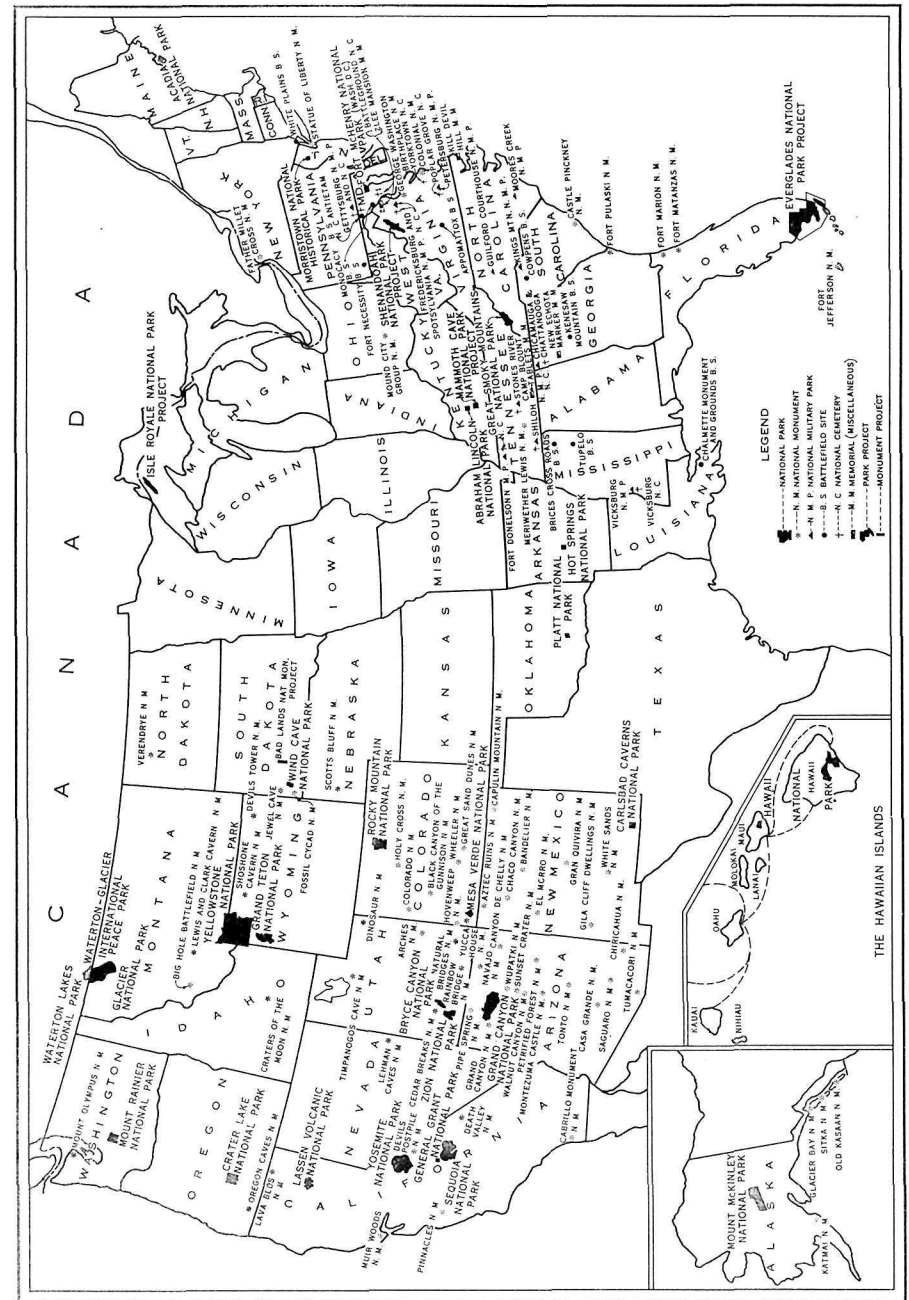 C A N A D A
WATERTON LAKES
NATIONAL PARK
WATERTON-GLACIER
INTERNATIONAL
PEACE PARK
GLACIER
NATIONAL PARK
MOUNT OLYMPUS N M
WASHINGTON
MOUNT RAINIER
NATIONAL PARK
OREGON
CRATER LAKE
NATIONAL PARK
OREGON CAVES N M
LAVA BEDS
N M
IDAHO
CRATERS OF THE
MOON N M
MONTANA
BIG HOLE BATTLEFIELD N M
LEWIS AND CLARK CAVERN N M
YELLOWSTONE
NATIONAL PARK
SHOSHONE
CAVERN N M
GRAND TETON
NATIONAL PARK
WYOMING
DEVILS TOWER N M.
JEWEL CAVE
N M
FOSSIL CYCAD N M
VERENDRYE N M
NORTH
DAKOTA
SOUTH
DAKOTA
BAD LANDS NAT MON.
PROJECT
WIND CAVE
NATIONAL PARK
SCOTTS BLUFF N M.
NEBRASKA
KANSAS
OKLAHOMA
PLATT NATIONAL
PARK
TEXAS
MINNESOTA
IOWA
MISSOURI
WISCONSIN
ILLINOIS
MICHIGAN
ISLE ROYALE NATIONAL PARK
PROJECT
INDIANA
OHIO
MOUND CITY
GROUP N M.
CALIFORNIA
LASSEN VOLCANIC
NATIONAL PARK
MUIR WOODS
N M.
YOSEMITE
NATIONAL PARK
DEVILS
POSTPILE
N M
GENERAL GRANT
NATIONAL PARK
SEQUOIA
NATIONAL
PARK
PINNACLES N M
DEATH
VALLEY
N M
CABRILLO MONUMENT
N M
NEVADA
LEHMAN
CAVES N M
UTAH
TIMPANOGOS CAVE N M
DINOSAUR N M
ARCHES
N M
BRYCE CANYON
NATIONAL
PARK
CEDAR BREAKS N M
ZION NATIONAL
PARK
NATURAL
BRIDGES N M
RAINBOW
BRIDGE
HOVENWEEP
N M.
YUCCA
HOUSE
PIPE SPRING
N M
NAVAJO
N M.
GRAND
CANYON N M
GRAND CANYON
NATIONAL PARK
WUPATKI N M
SUNSET CRATER N M
WALNUT CANYON N M
PETRIFIED FOREST N M
MONTEZUMA CASTLE N M
ARIZONA
TONTO N M
CASA GRANDE N M.
SAGUARO N M
TUMACACORI N M.
CHIRICAHUA N M
CANYON DE CHELLY N M
COLORADO
ROCKY MOUNTAIN
NATIONAL PARK
HOLY CROSS N M.
COLORADO N M
BLACK CANYON OF THE
GUNNISON N M
WHEELER N M
GREAT SAND DUNES N M
MESA VERDE NATIONAL PARK
AZTEC RUINS N M
CAPULIN MOUNTAIN N M.
CHACO CANYON N M.
BANDELIER N M
EL MORRO N M.
NEW MEXICO
GRAN QUIVIRA N M
GILA CLIFF DWELLINGS N M
WHITE SANDS
N M
CARLSBAD CAVERNS
NATIONAL PARK
ARKANSAS
HOT SPRINGS
NATIONAL PARK
LOUISIANA
CHALMETTE MONUMENT
AND GROUNDS B S.
MISSISSIPPI
VICKSBURG
N M P
VICKSBURG
N C
BRICES CROSS ROADS
B S
TUPELO
B S.
ALABAMA
TENNESSEE
FORT DONELSON N M P
N C
MERIWETHER LEWIS N M.
SHILOH
N M P
N C
STONES RIVER
CAMP BLOUNT
TABLETS M M
CHICKAMAUGA &
CHATANOOGA
KENTUCKY
ABRAHAM LINCOLN
NATIONAL PARK
MAMMOTH CAVE
NATIONAL PARK
PROJECT
GREAT SMOKY MOUNTAINS
NATIONAL PARK
GEORGIA
NEW ECHOTA
MARKER M M
KENESAW
MOUNTAIN B S.
FORT PULASKI N M.
FLORIDA
FORT MARION N M.
FORT MATANZAS N M.
EVERGLADES NATIONAL
PARK PROJECT
FORT
JEFFERSON N M.
SOUTH
CAROLINA
CASTLE PINCKNEY
N M.
COWPENS B S.
KINGS MTN. N M. P.
NORTH
CAROLINA
MOORES CREEK
N M P
GUILFORD COURTHOUSE N M. P
KILL DEVIL
HILL M M
VIRGINIA
WEST
VIRGINIA
APPOMATTOX B S
PETERSBURG N. M. P.
POPLAR GROVE N. C
COLONIAL N M.
YORKTOWN N C
GEORGE WASHINGTON
BIRTHPLACE N M
FREDERICKSBURG AND
SPOTSYLVANIA N. M. P.
SHENANDOAH
NATIONAL PARK
PROJECT
FORT NECESSITY
B S
LEE MANSION M M
BATTLEGROUND N C
(WASH D C)
FORT McHENRY NATIONAL
PARK
MD
ANTIETAM
MONOCACY B S
GETTYSBURG N M P
AND N C
PENNSYLVANIA
MORRISTOWN NATIONAL
HISTORICAL PARK
NEW YORK
FATHER MILLET
CROSS N. M
WHITE PLAINS B S.
STATUE OF LIBERTY N M.
CONN
MASS
VT
N H
MAINE
ACADIA
NATIONAL PARK
LEGEND
NATIONAL PARK
N M. NATIONAL MONUMENT
N M P NATIONAL MILITARY PARK
B S BATTLEFIELD SITE
N. C NATIONAL CEMETERY
M M MEMORIAL (MISCELLANEOUS)
PARK PROJECT
MONUMENT PROJECT
ALASKA
MOUNT McKINLEY
NATIONAL PARK
KATMAI N M
GLACIER BAY N M
SITKA N M
OLD KASAAN N M
KAUAI
NIIHAU
OAHU
MOLOKAI
LANAI
MAUI
HAWAII
NATIONAL
PARK
HAWAII
THE HAWAIIAN ISLANDS